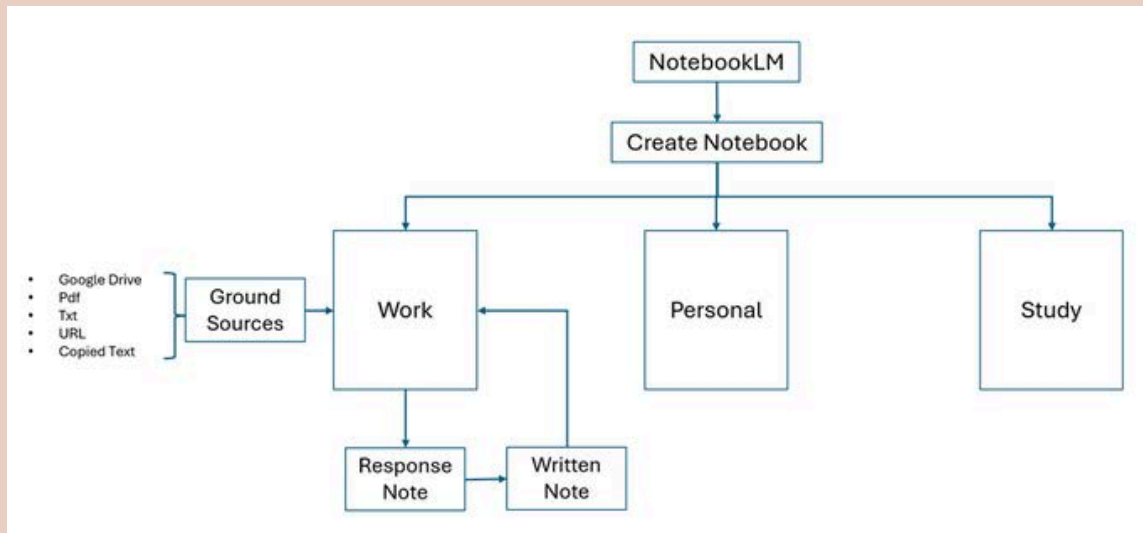 NotebookLM
Create Notebook
• Google Drive
• Pdf
• Txt
• URL
• Copied Text
Ground
Sources
Work
Personal
Study
Response
Note
Written
Note